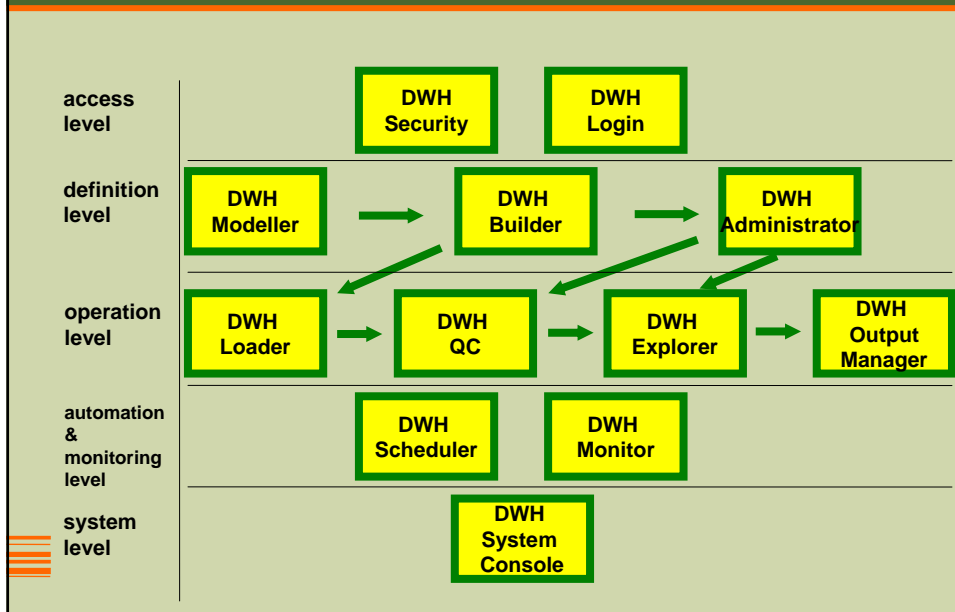 access
level
DWH
Security
DWH
Login
definition
level
DWH
Modeller
DWH
Builder
DWH
Administrator
operation
level
DWH
Loader
DWH
QC
DWH
Explorer
DWH
Output
Manager
automation
&
monitoring
level
DWH
Scheduler
DWH
Monitor
system
level
DWH
System
Console